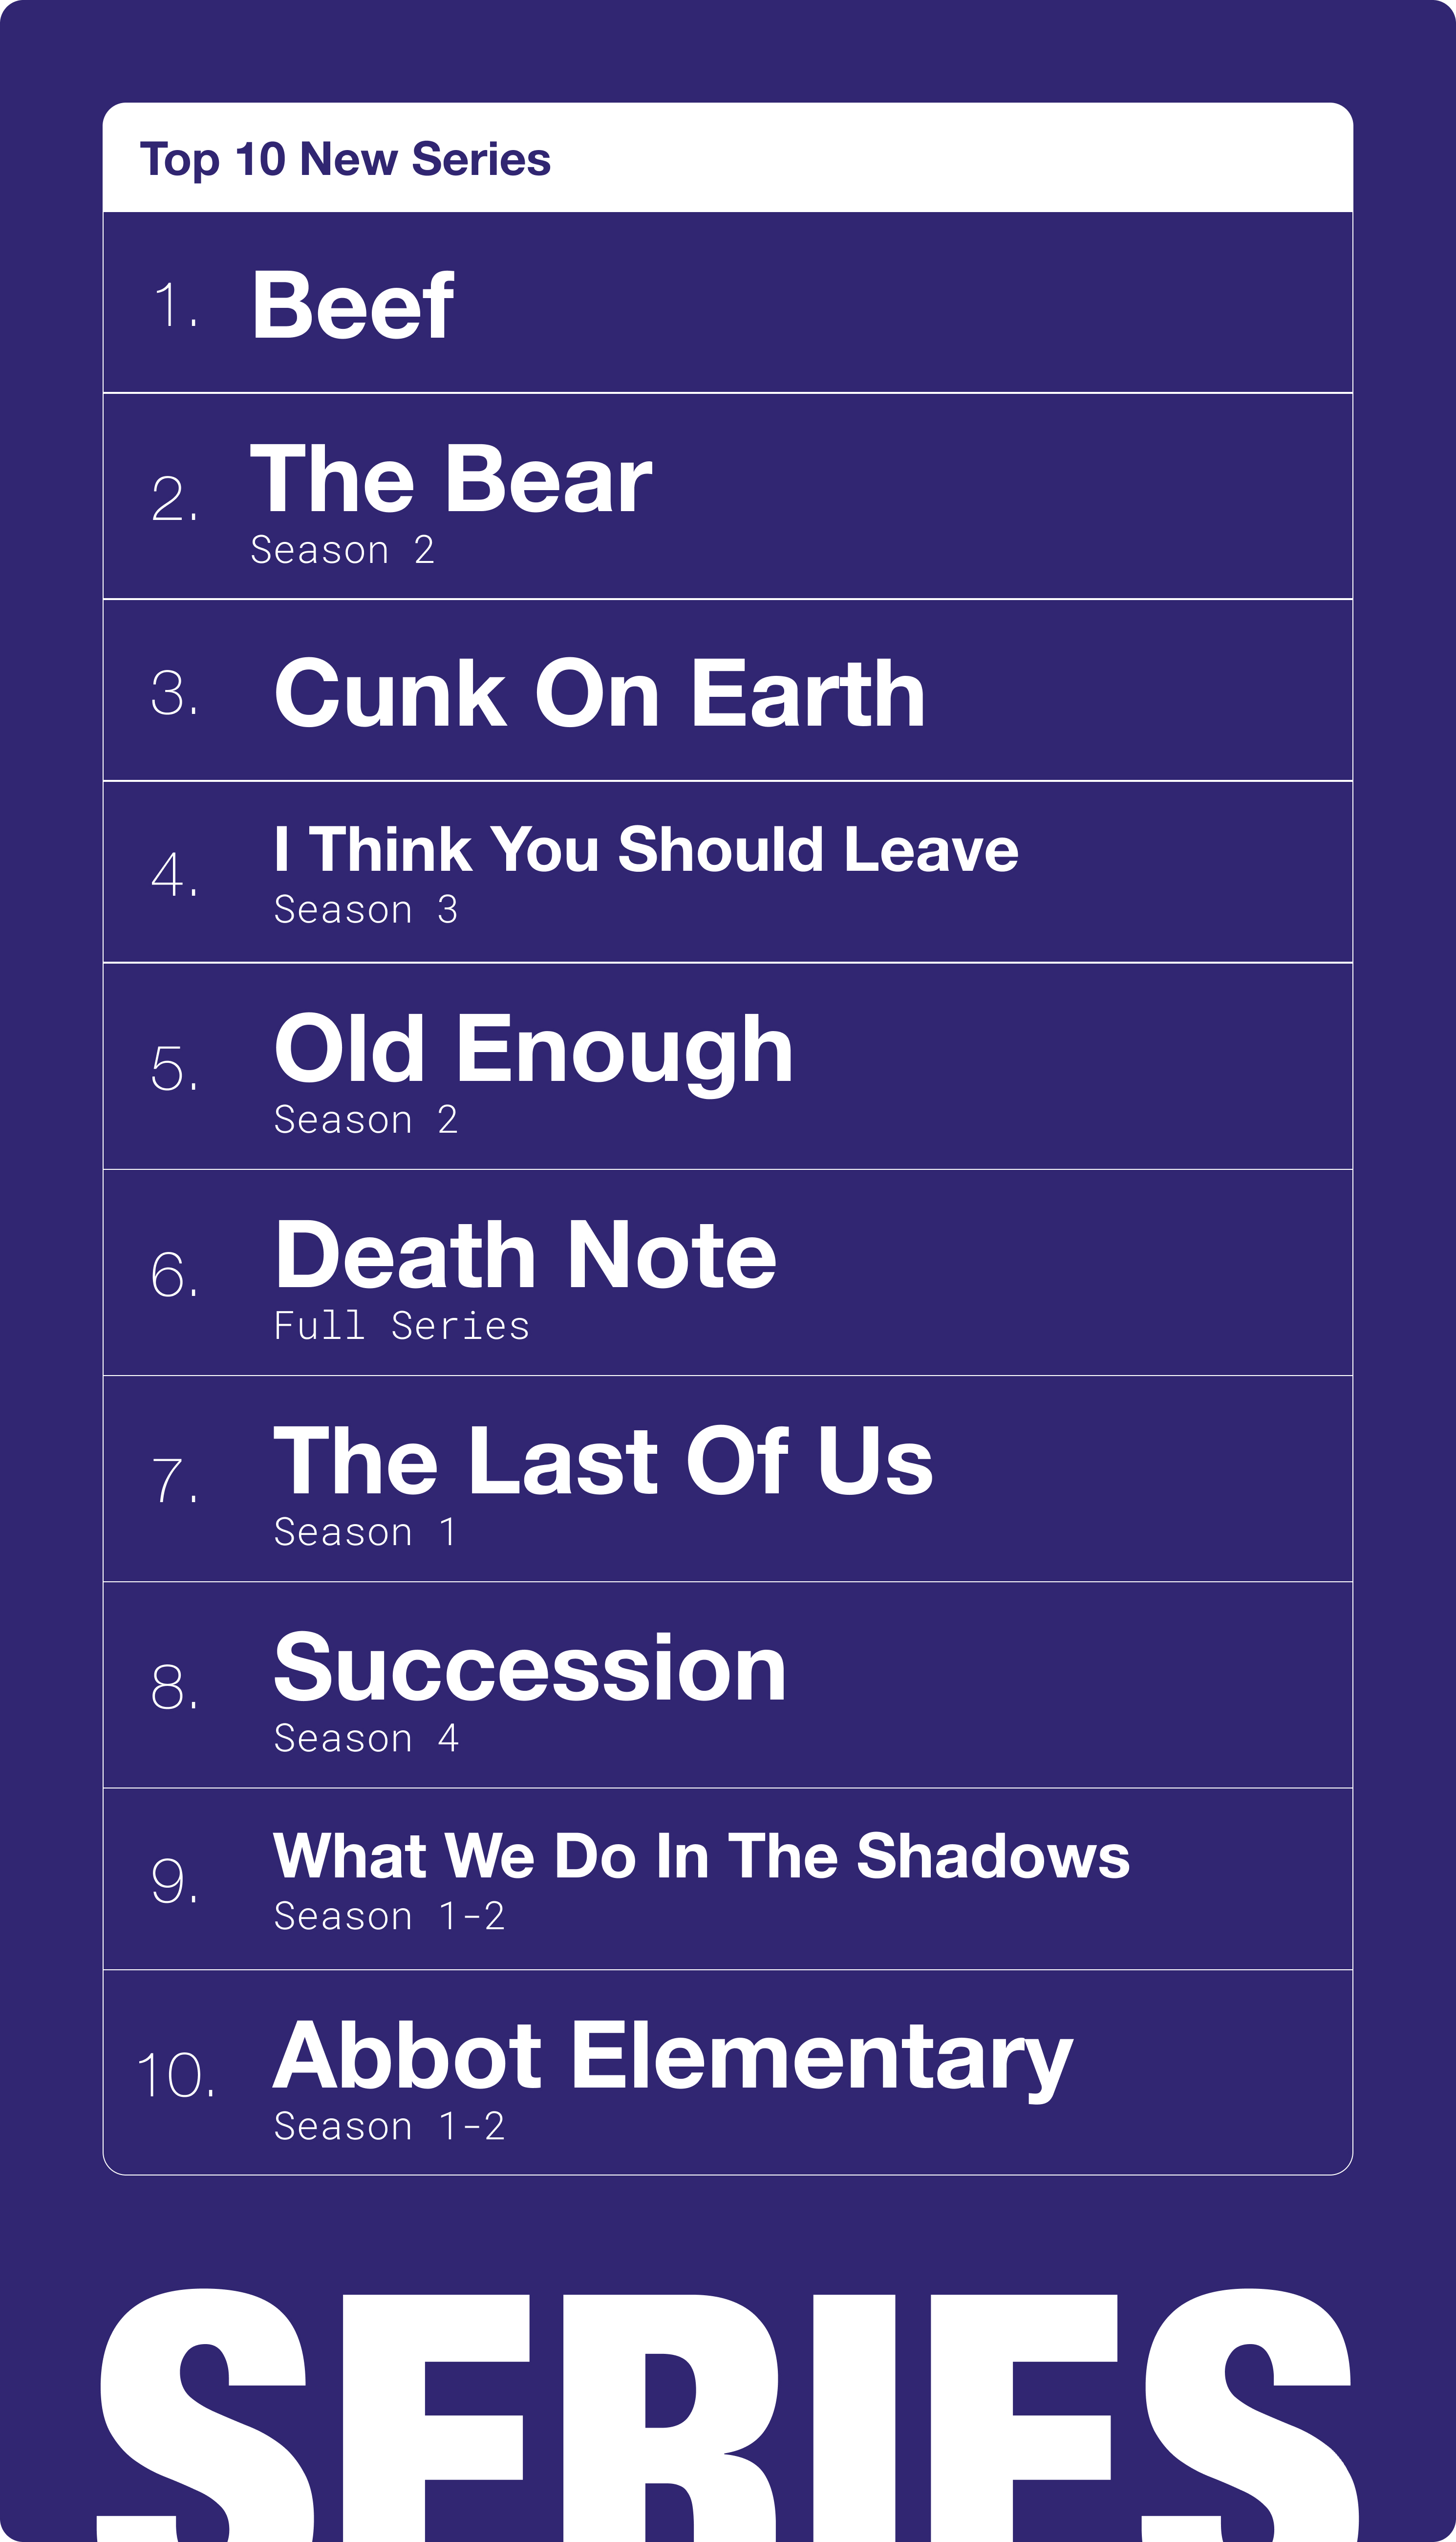 Top 10 New Series
1. Beef
2. The Bear
Season 2
3. Cunk On Earth
4. I Think You Should Leave
Season 3
5. Old Enough
Season 2
6. Death Note
Full Series
7. The Last Of Us
Season 1
8. Succession
Season 4
9. What We Do In The Shadows
Season 1-2
10. Abbot Elementary
Season 1-2
SERIES